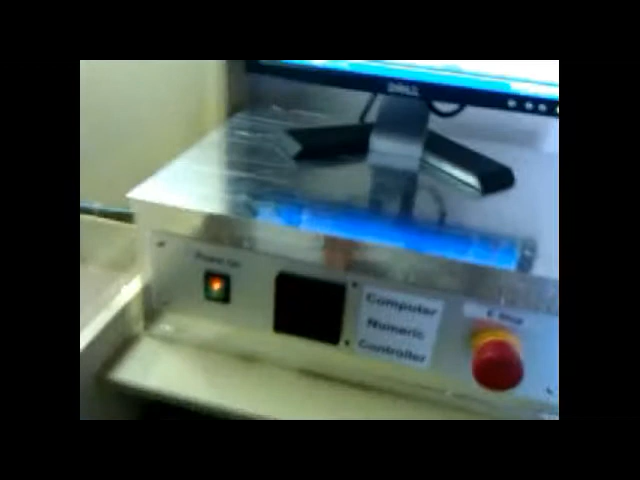 DELL
Power On
E Stop
Computer
Numeric
Controller